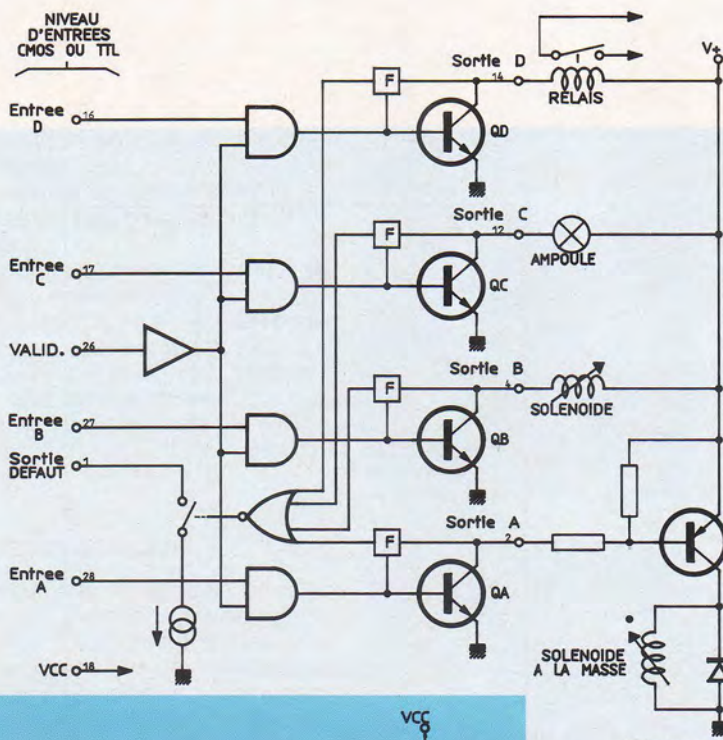 NIVEAU
D'ENTREES
CMOS OU TTL
V+
Sortie D
14
RELAIS
F
Entree
D
16
QD
Sortie C
12
AMPOULE
F
Entree
C
17
QC
VALID.
26
Sortie B
4
SOLENOIDE
F
Entree
B
27
QB
Sortie
DEFAUT
1
Sortie A
2
F
Entree
A
28
QA
SOLENOIDE
A LA MASSE
VCC
18
VCC